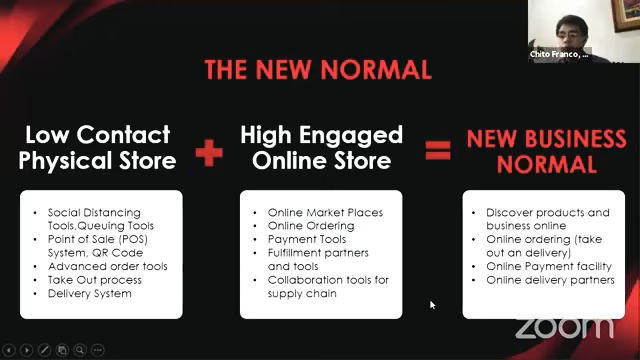 Chito Franco, ...
THE NEW NORMAL
Low Contact
Physical Store
+
High Engaged
Online Store
=
NEW BUSINESS
NORMAL
• Social Distancing
Tools,Queuing Tools
• Point of Sale (POS)
System, QR Code
• Advanced order tools
• Take Out process
• Delivery System
• Online Market Places
• Online Ordering
• Payment Tools
• Fulfillment partners
and tools
• Collaboration tools for
supply chain
• Discover products and
business online
• Online ordering (take
out an delivery)
• Online Payment facility
• Online delivery partners
zoom